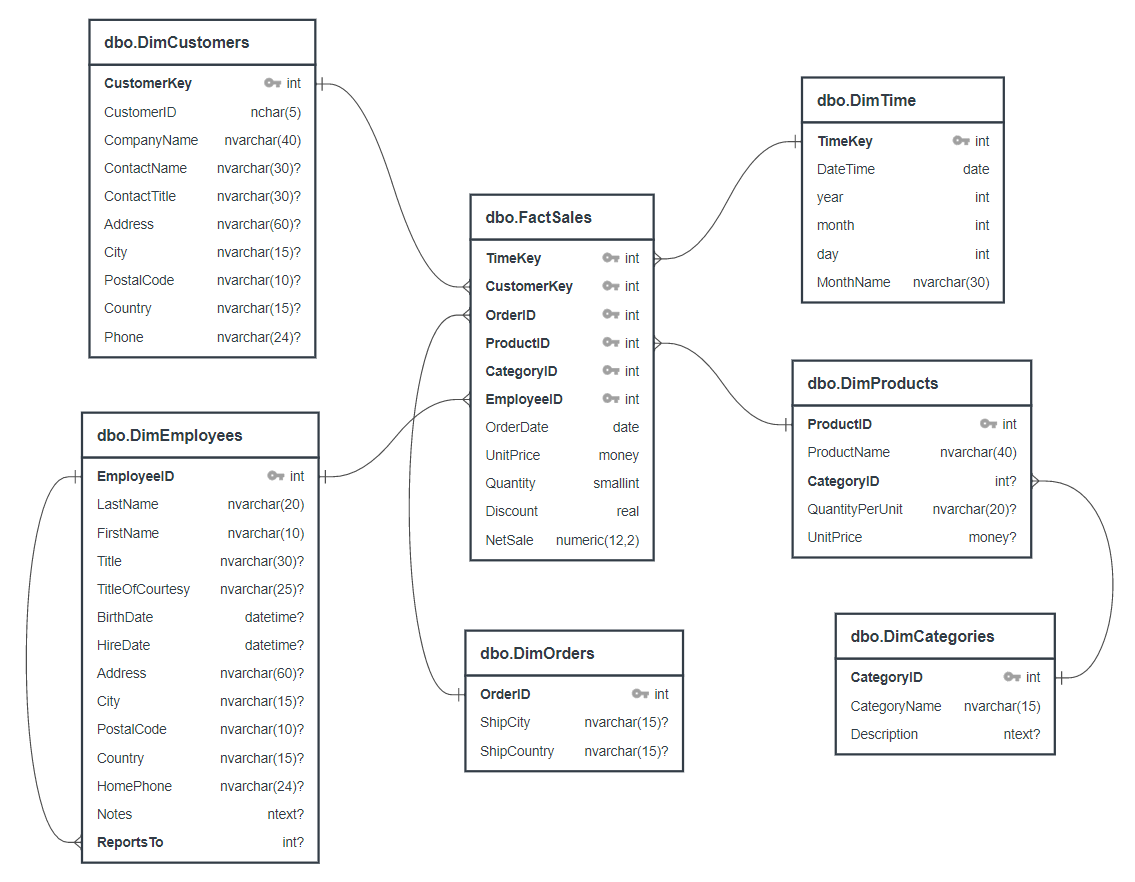 dbo.DimCustomers
CustomerKey int
CustomerID nchar(5)
CompanyName nvarchar(40)
ContactName nvarchar(30)?
ContactTitle nvarchar(30)?
Address nvarchar(60)?
City nvarchar(15)?
PostalCode nvarchar(10)?
Country nvarchar(15)?
Phone nvarchar(24)?
dbo.DimEmployees
EmployeeID int
LastName nvarchar(20)
FirstName nvarchar(10)
Title nvarchar(30)?
TitleOfCourtesy nvarchar(25)?
BirthDate datetime?
HireDate datetime?
Address nvarchar(60)?
City nvarchar(15)?
PostalCode nvarchar(10)?
Country nvarchar(15)?
HomePhone nvarchar(24)?
Notes ntext?
ReportsTo int?
dbo.FactSales
TimeKey int
CustomerKey int
OrderID int
ProductID int
CategoryID int
EmployeeID int
OrderDate date
UnitPrice money
Quantity smallint
Discount real
NetSale numeric(12,2)
dbo.DimOrders
OrderID int
ShipCity nvarchar(15)?
ShipCountry nvarchar(15)?
dbo.DimTime
TimeKey int
DateTime date
year int
month int
day int
MonthName nvarchar(30)
dbo.DimProducts
ProductID int
ProductName nvarchar(40)
CategoryID int?
QuantityPerUnit nvarchar(20)?
UnitPrice money?
dbo.DimCategories
CategoryID int
CategoryName nvarchar(15)
Description ntext?